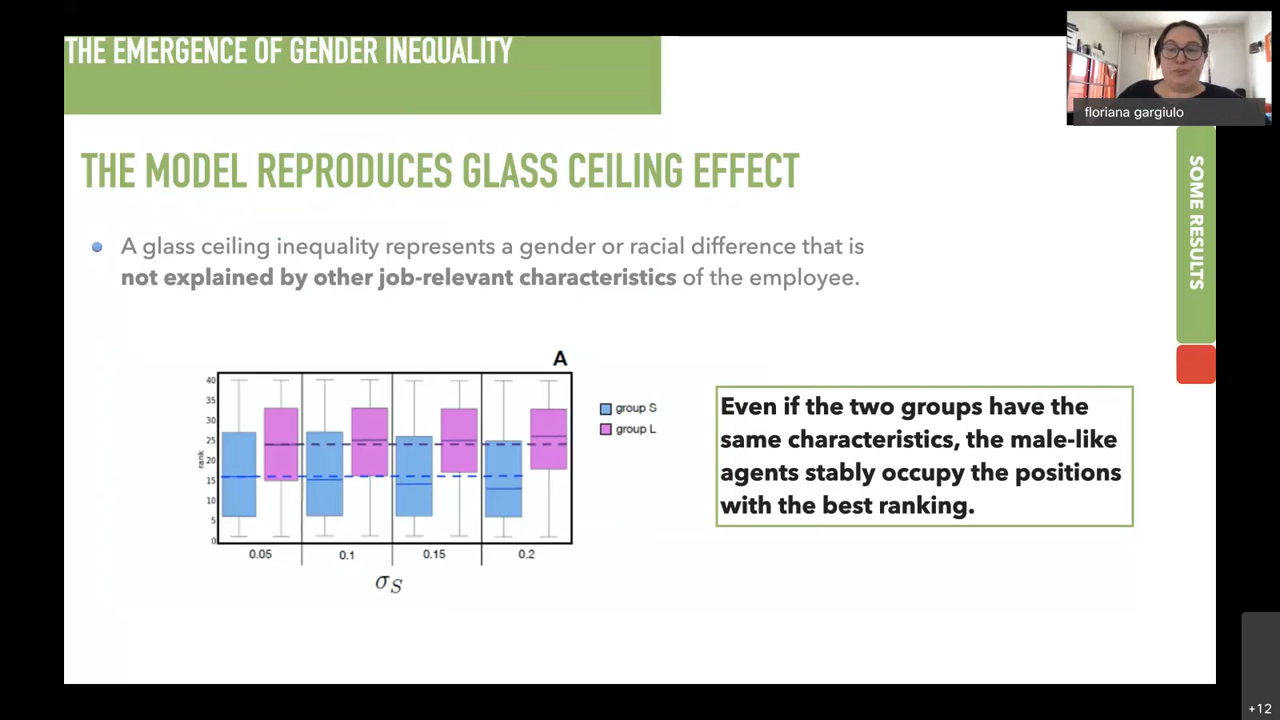 THE EMERGENCE OF GENDER INEQUALITY
floriana gargiulo
THE MODEL REPRODUCES GLASS CEILING EFFECT
SOME RESULTS
A glass ceiling inequality represents a gender or racial difference that is
not explained by other job-relevant characteristics of the employee.
A
40
35
30
25
20
15
10
5
0
rank
group S
group L
0.05 0.1 0.15 0.2
σS
Even if the two groups have the
same characteristics, the male-like
agents stably occupy the positions
with the best ranking.
+12